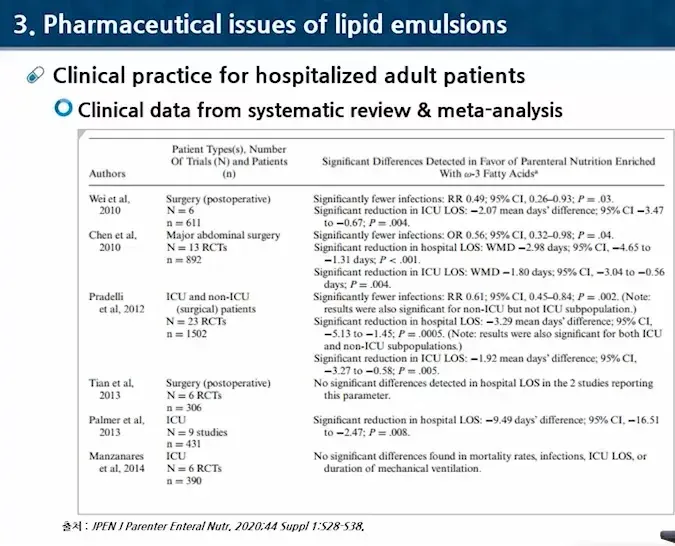 3. Pharmaceutical issues of lipid emulsions
Clinical practice for hospitalized adult patients
Clinical data from systematic review & meta-analysis
Authors
Patient Types(s), Number
Of Trials (N) and Patients
(n)
Significant Differences Detected in Favor of Parenteral Nutrition Enriched
With ω-3 Fatty Acidsᵃ
Wei et al,
2010
Surgery (postoperative)
N = 6
n = 611
Significantly fewer infections: RR 0.49; 95% CI, 0.26–0.93; P = .03.
Significant reduction in ICU LOS: −2.07 mean days' difference; 95% CI −3.47
to −0.67; P = .004.
Chen et al,
2010
Major abdominal surgery
N = 13 RCTs
n = 892
Significantly fewer infections: OR 0.56; 95% CI, 0.32–0.98; P = .04.
Significant reduction in hospital LOS: WMD −2.98 days; 95% CI, −4.65 to
−1.31 days; P < .001.
Significant reduction in ICU LOS: WMD −1.80 days; 95% CI, −3.04 to −0.56
days; P = .004.
Pradelli
et al, 2012
ICU and non-ICU
(surgical) patients
N = 23 RCTs
n = 1502
Significantly fewer infections: RR 0.61; 95% CI, 0.45–0.84; P = .002. (Note:
results were also significant for non-ICU but not ICU subpopulation.)
Significant reduction in hospital LOS: −3.29 mean days' difference; 95% CI,
−5.13 to −1.45; P = .0005. (Note: results were also significant for both ICU
and non-ICU subpopulations.)
Significant reduction in ICU LOS: −1.92 mean days' difference; 95% CI,
−3.27 to −0.58; P = .005.
Tian et al,
2013
Surgery (postoperative)
N = 6 RCTs
n = 306
No significant differences detected in hospital LOS in the 2 studies reporting
this parameter.
Palmer et al,
2013
ICU
N = 9 studies
n = 431
Significant reduction in hospital LOS: −9.49 days' difference; 95% CI, −16.51
to −2.47; P = .008.
Manzanares
et al, 2014
ICU
N = 6 RCTs
n = 390
No significant differences found in mortality rates, infections, ICU LOS, or
duration of mechanical ventilation.
출처 : JPEN J Parenter Enteral Nutr. 2020;44 Suppl 1:S28-S38.